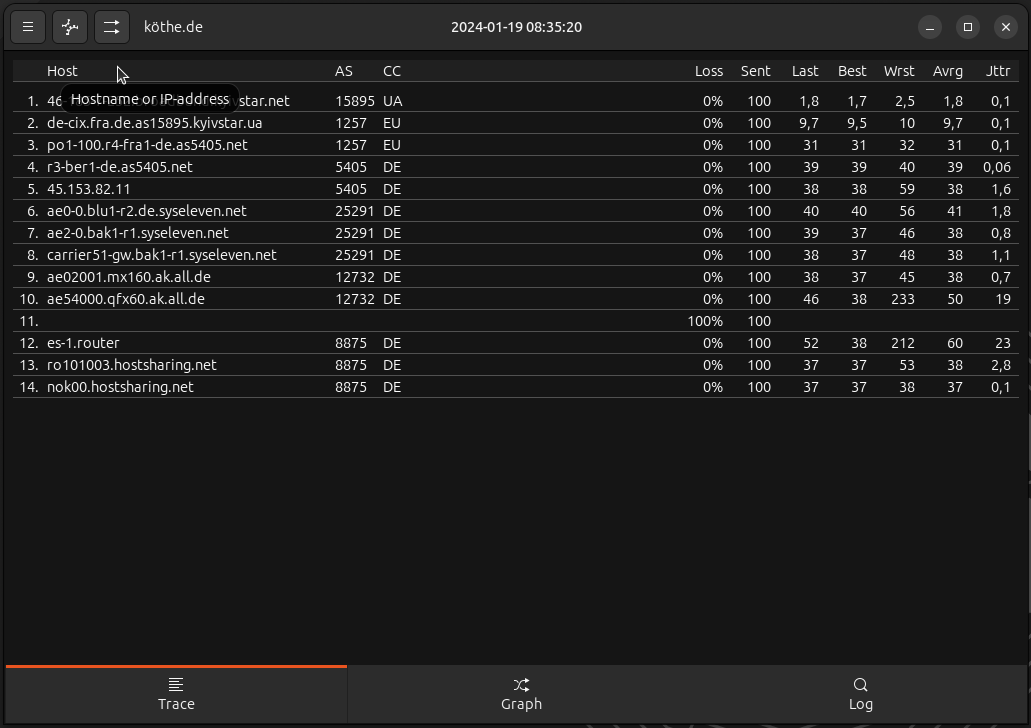 köthe.de 2024-01-19 08:35:20
Host AS CC Loss Sent Last Best Wrst Avrg Jttr
Hostname or IP-address
1. vstar.net 15895 UA 0% 100 1,8 1,7 2,5 1,8 0,1
2. de-cix.fra.de.as15895.kyivstar.ua 1257 EU 0% 100 9,7 9,5 10 9,7 0,1
3. po1-100.r4-fra1-de.as5405.net 1257 EU 0% 100 31 31 32 31 0,1
4. r3-ber1-de.as5405.net 5405 DE 0% 100 39 39 40 39 0,06
5. 45.153.82.11 5405 DE 0% 100 38 38 59 38 1,6
6. ae0-0.blu1-r2.de.syseleven.net 25291 DE 0% 100 40 40 56 41 1,8
7. ae2-0.bak1-r1.syseleven.net 25291 DE 0% 100 39 37 46 38 0,8
8. carrier51-gw.bak1-r1.syseleven.net 25291 DE 0% 100 38 37 48 38 1,1
9. ae02001.mx160.ak.all.de 12732 DE 0% 100 38 37 45 38 0,7
10. ae54000.qfx60.ak.all.de 12732 DE 0% 100 46 38 233 50 19
11. 100% 100
12. es-1.router 8875 DE 0% 100 52 38 212 60 23
13. ro101003.hostsharing.net 8875 DE 0% 100 37 37 53 38 2,8
14. nok00.hostsharing.net 8875 DE 0% 100 37 37 38 37 0,1
Trace Graph Log